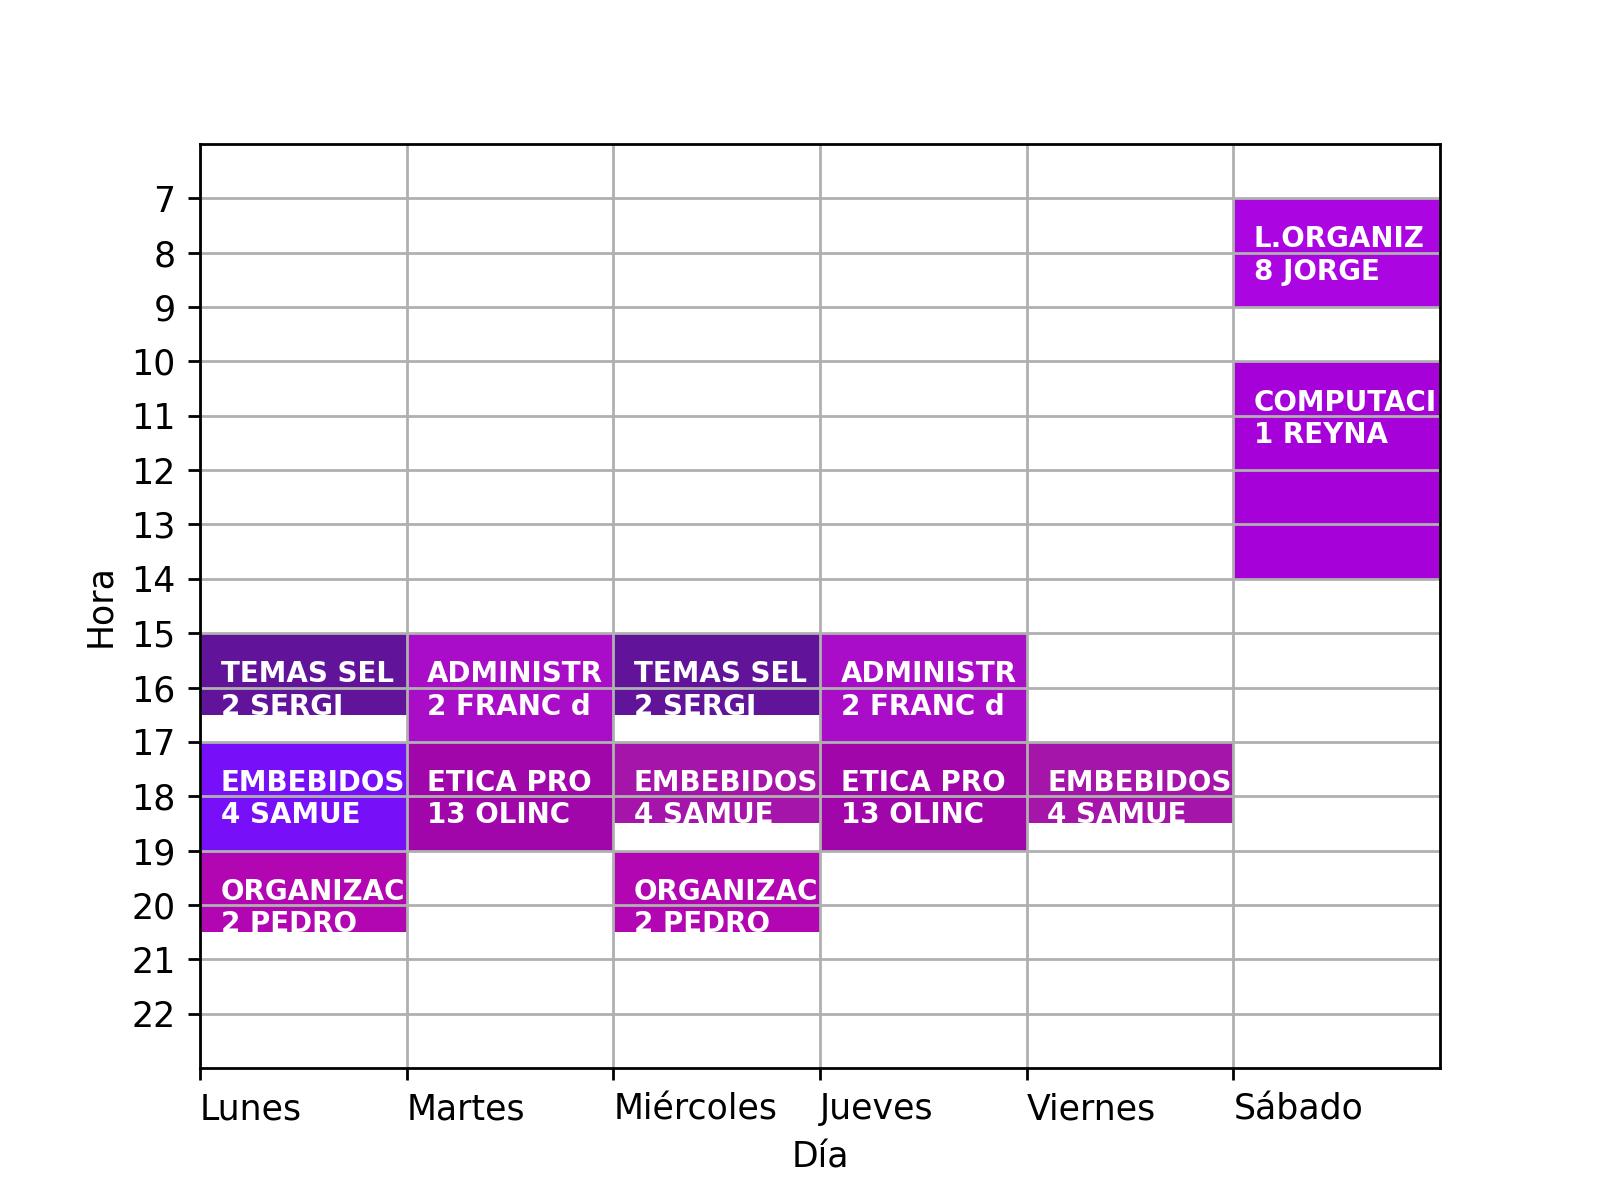 7
L.ORGANIZ
8
8 JORGE
9
10
COMPUTACI
11
1 REYNA
12
13
14
Hora
15
TEMAS SEL ADMINISTR TEMAS SEL ADMINISTR
16
2 SERGI 2 FRANC d 2 SERGI 2 FRANC d
17
EMBEBIDOS ETICA PRO EMBEBIDOS ETICA PRO EMBEBIDOS
18
4 SAMUE 13 OLINC 4 SAMUE 13 OLINC 4 SAMUE
19
ORGANIZAC ORGANIZAC
20
2 PEDRO 2 PEDRO
21
22
Lunes Martes Miércoles Jueves Viernes Sábado
Día